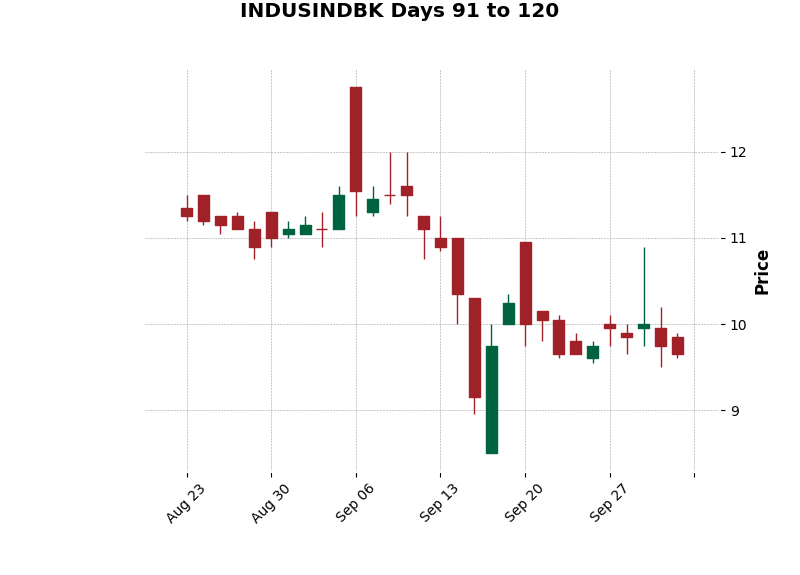 INDUSINDBK Days 91 to 120
12
11
10
9
Price
Aug 23
Aug 30
Sep 06
Sep 13
Sep 20
Sep 27